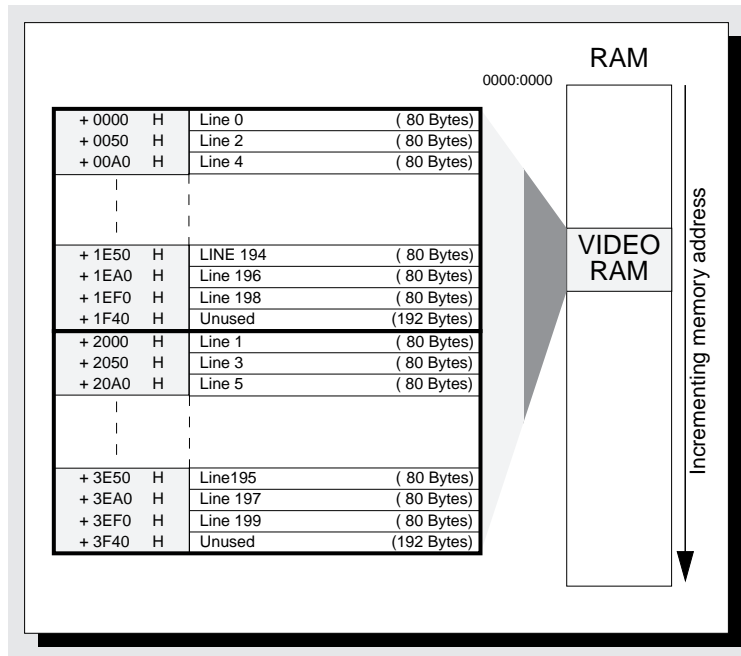 RAM
0000:0000
+ 0000 H Line 0 ( 80 Bytes)
+ 0050 H Line 2 ( 80 Bytes)
+ 00A0 H Line 4 ( 80 Bytes)
+ 1E50 H LINE 194 ( 80 Bytes)
+ 1EA0 H Line 196 ( 80 Bytes)
+ 1EF0 H Line 198 ( 80 Bytes)
+ 1F40 H Unused (192 Bytes)
+ 2000 H Line 1 ( 80 Bytes)
+ 2050 H Line 3 ( 80 Bytes)
+ 20A0 H Line 5 ( 80 Bytes)
+ 3E50 H Line195 ( 80 Bytes)
+ 3EA0 H Line 197 ( 80 Bytes)
+ 3EF0 H Line 199 ( 80 Bytes)
+ 3F40 H Unused (192 Bytes)
VIDEO
RAM
Incrementing memory address